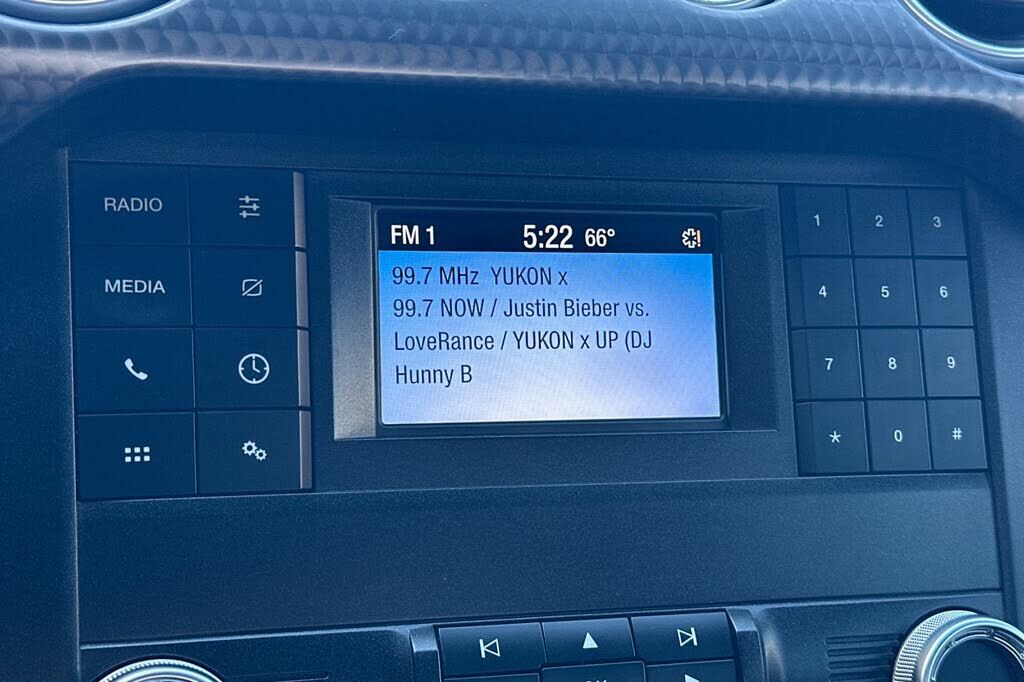 RADIO
MEDIA
FM 1 5:22 66°
99.7 MHz YUKON x
99.7 NOW / Justin Bieber vs.
LoveRance / YUKON x UP (DJ
Hunny B
1 2 3
4 5 6
7 8 9
* 0 #